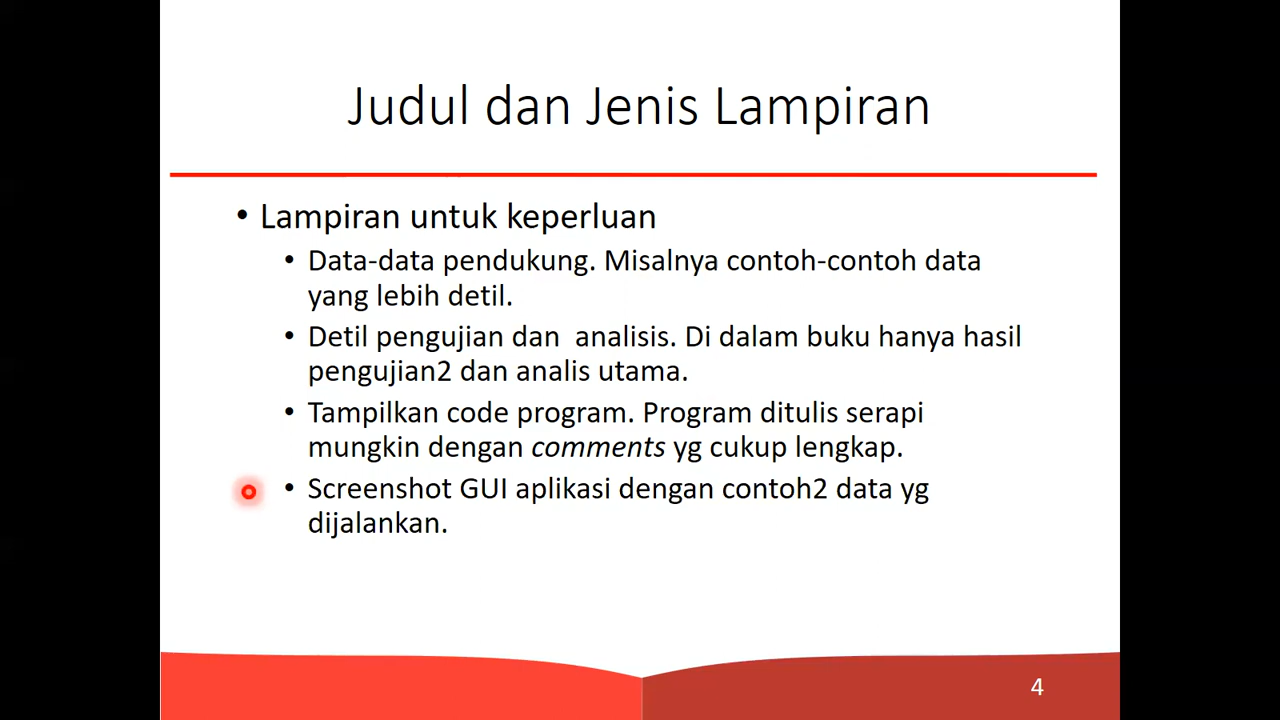 Judul dan Jenis Lampiran
• Lampiran untuk keperluan
• Data-data pendukung. Misalnya contoh-contoh data
yang lebih detil.
• Detil pengujian dan  analisis. Di dalam buku hanya hasil
pengujian2 dan analis utama.
• Tampilkan code program. Program ditulis serapi
mungkin dengan comments yg cukup lengkap.
• Screenshot GUI aplikasi dengan contoh2 data yg
dijalankan.
4